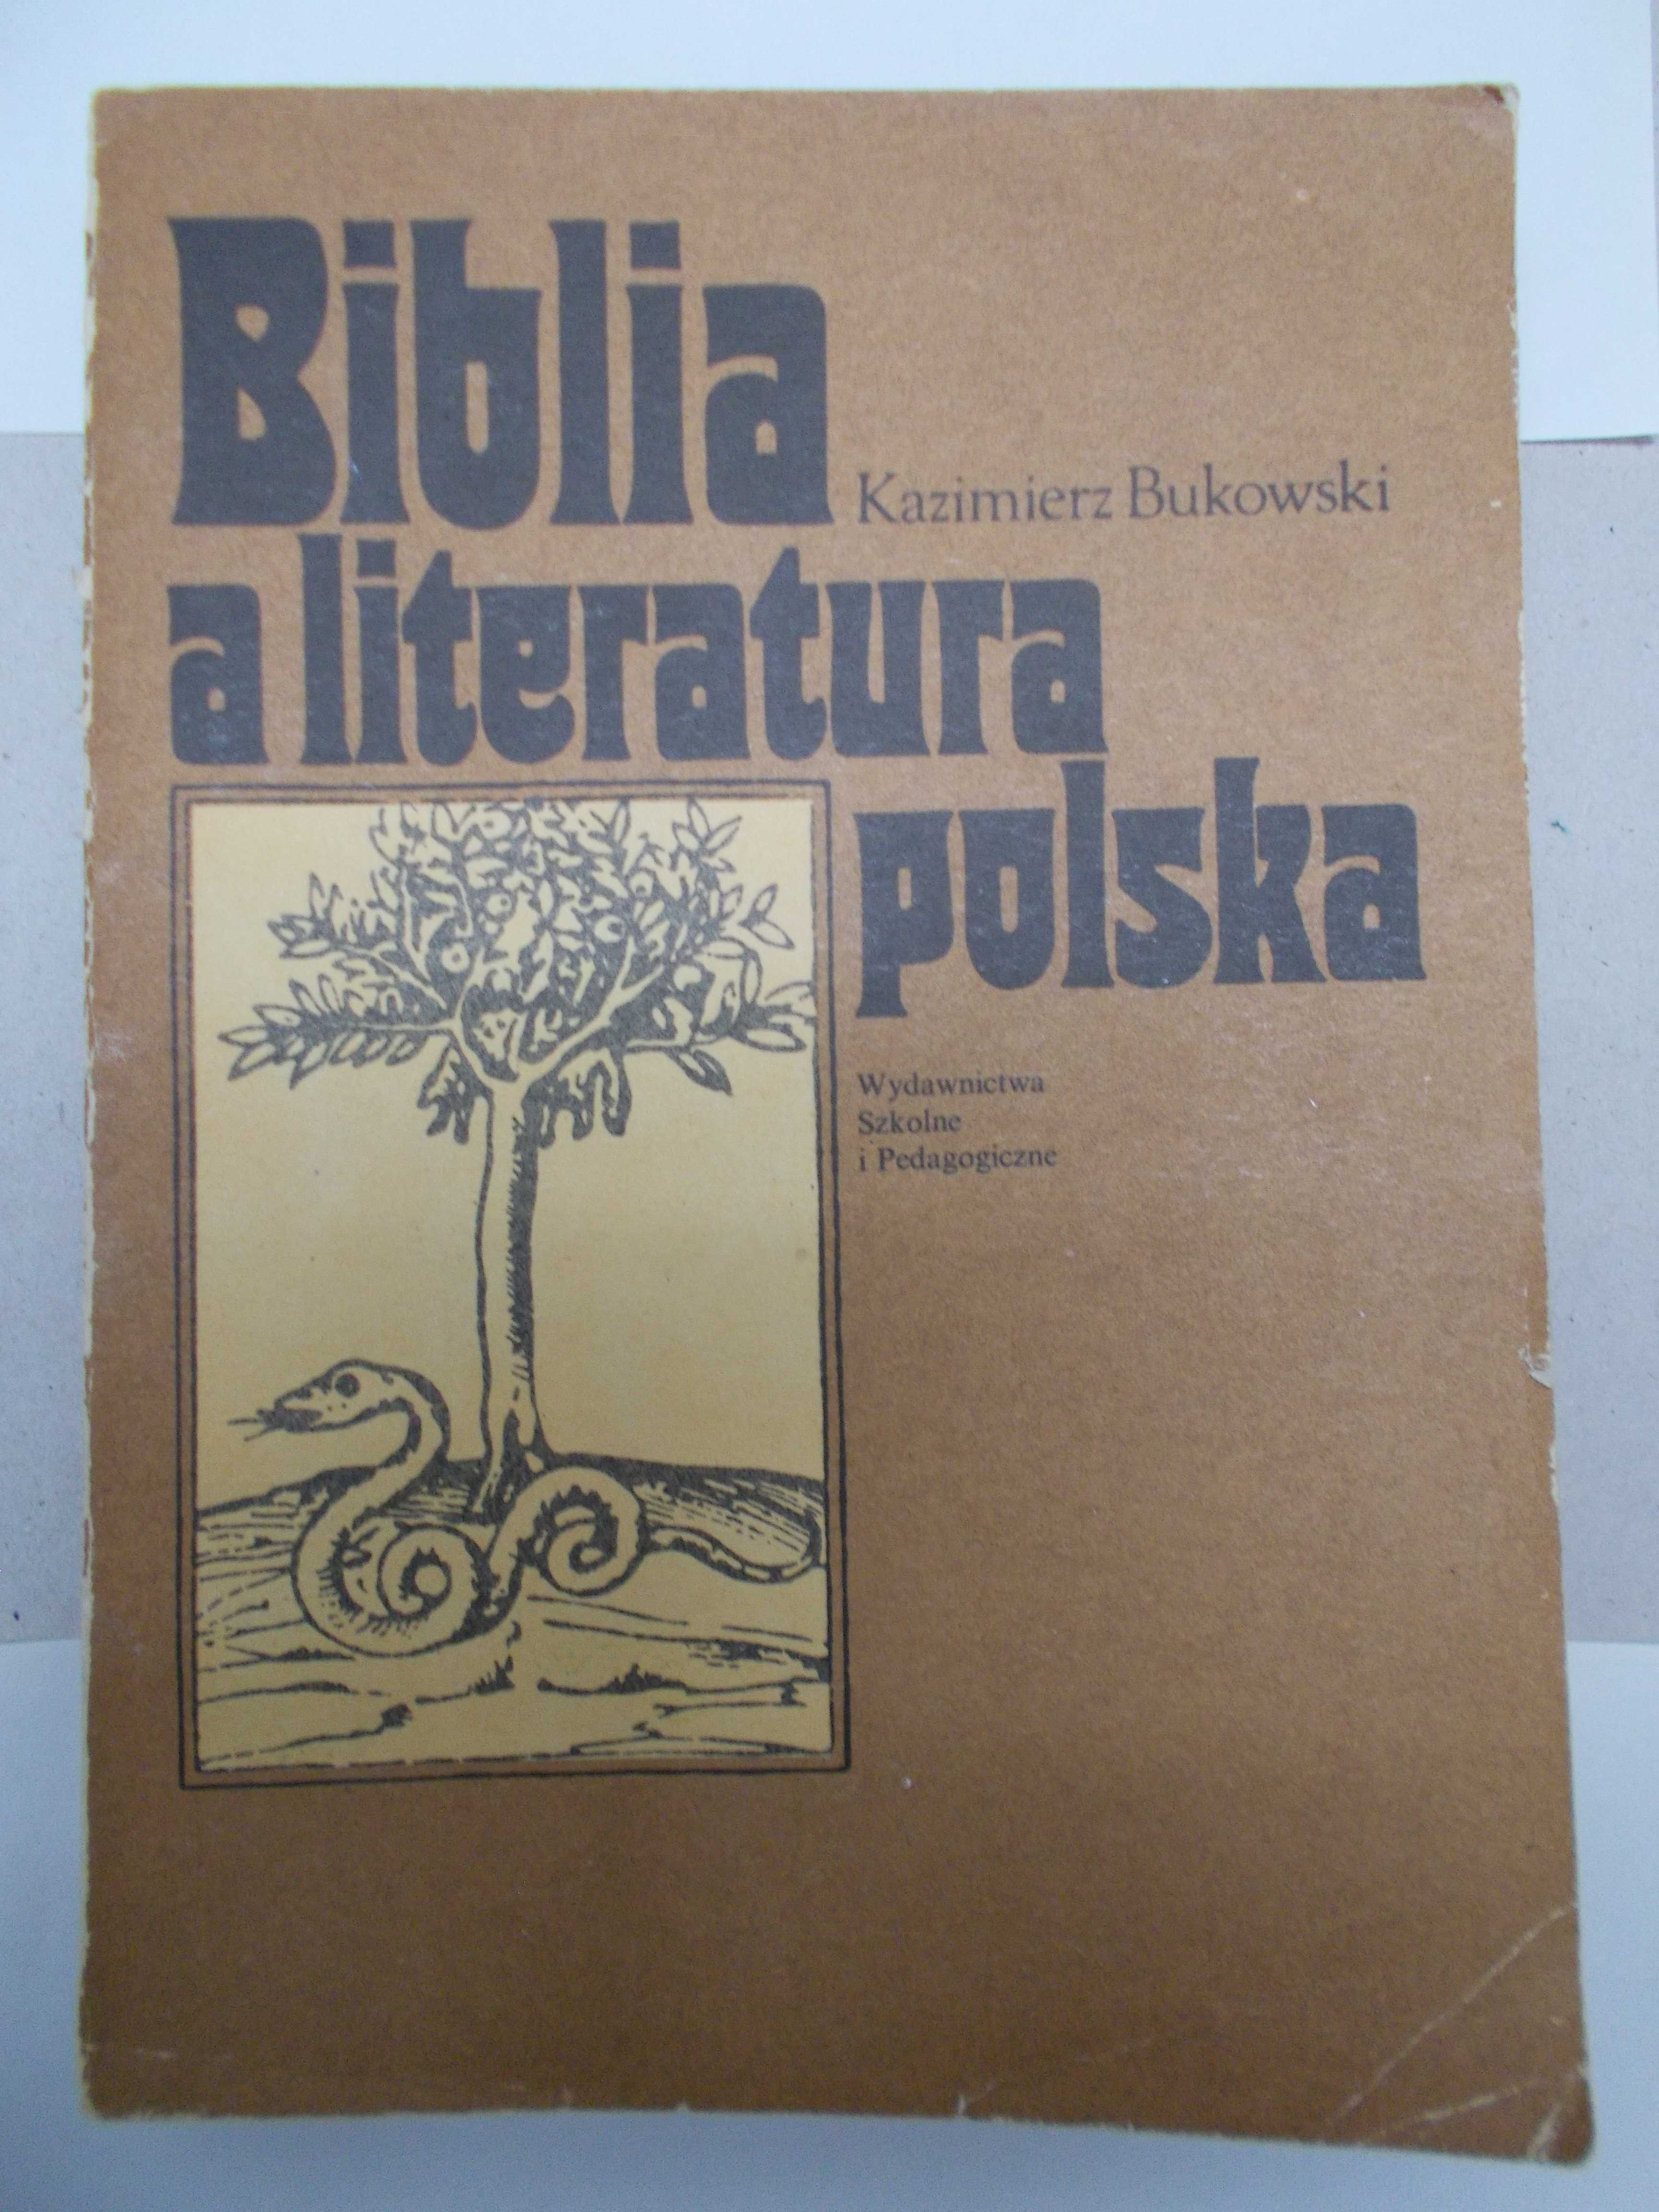 Biblia
Kazimierz Bukowski
a literatura
polska
Wydawnictwa
Szkolne
i Pedagogiczne